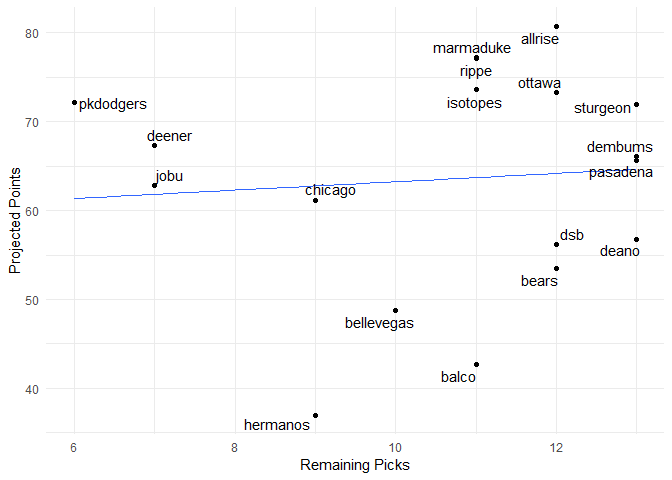 80
70
60
50
40
Projected Points
allrise
marmaduke
rippe
ottawa
isotopes
pkdodgers
sturgeon
deener
dembums
jobu
pasadena
chicago
dsb
deano
bears
bellevegas
balco
hermanos
6
8
10
12
Remaining Picks